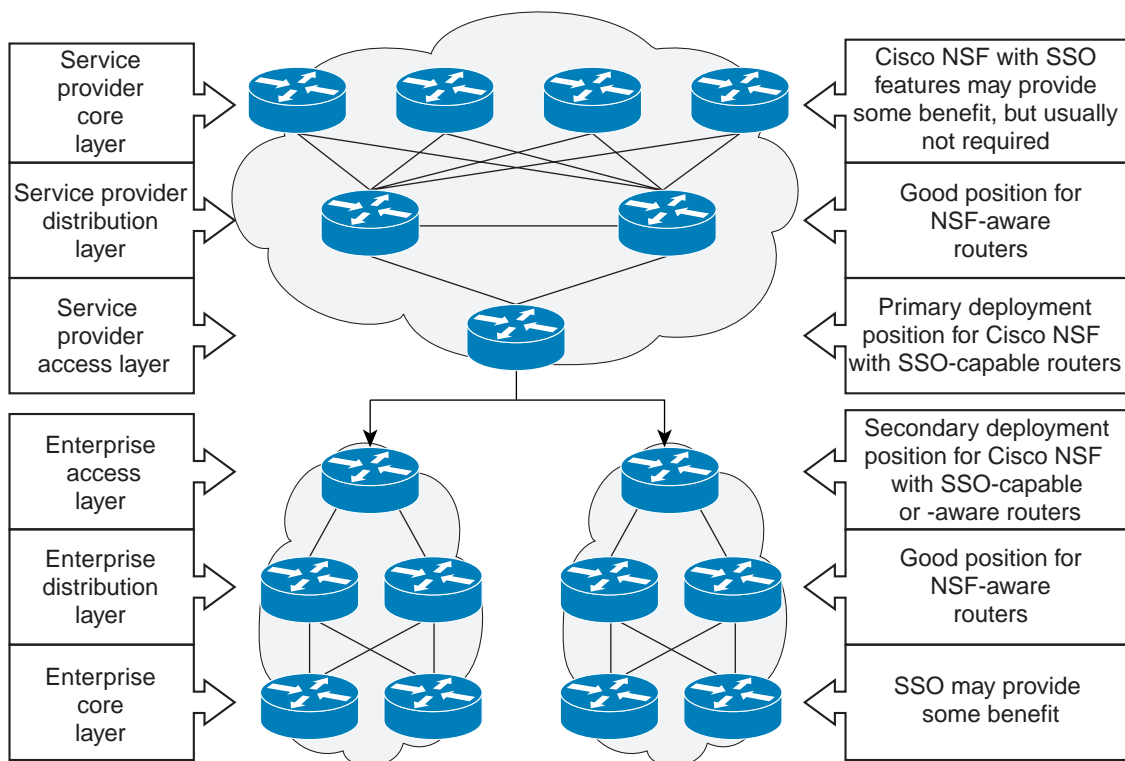 Service
provider
core
layer
Cisco NSF with SSO
features may provide
some benefit, but usually
not required
Service provider
distribution
layer
Good position for
NSF-aware
routers
Service
provider
access layer
Primary deployment
position for Cisco NSF
with SSO-capable routers
Enterprise
access
layer
Secondary deployment
position for Cisco NSF
with SSO-capable
or -aware routers
Enterprise
distribution
layer
Good position for
NSF-aware
routers
Enterprise
core
layer
SSO may provide
some benefit